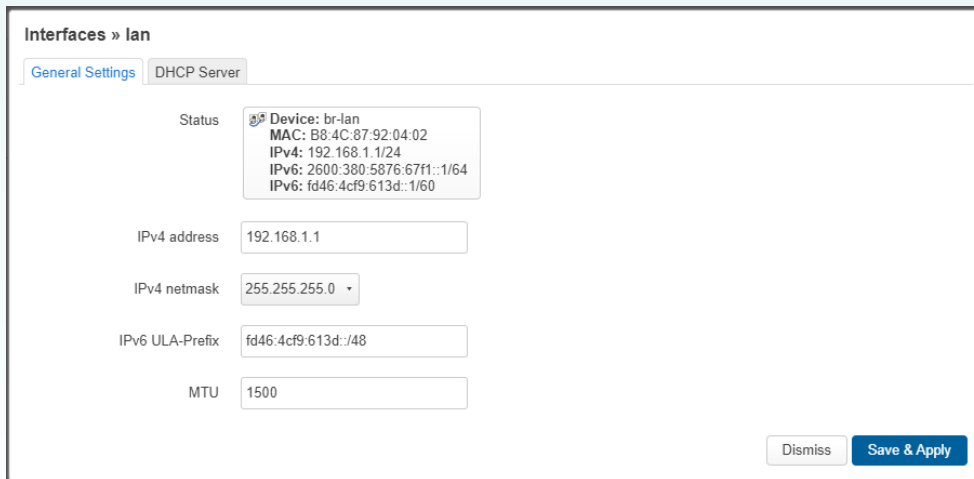 Interfaces » lan
General Settings DHCP Server
Status
Device: br-lan
MAC: B8:4C:87:92:04:02
IPv4: 192.168.1.1/24
IPv6: 2600:380:5876:67f1::1/64
IPv6: fd46:4cf9:613d::1/60
IPv4 address 192.168.1.1
IPv4 netmask 255.255.255.0
IPv6 ULA-Prefix fd46:4cf9:613d::/48
MTU 1500
Dismiss Save & Apply